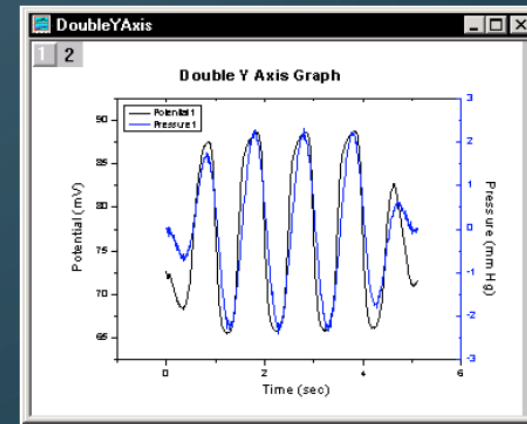 DoubleYAxis
1 2
Double Y Axis Graph
Potential1
Pressure1
90
85
80
75
70
65
Potential (mV)
3
2
1
0
-1
-2
-3
Pressure (mm Hg)
0 2 4 6
Time (sec)